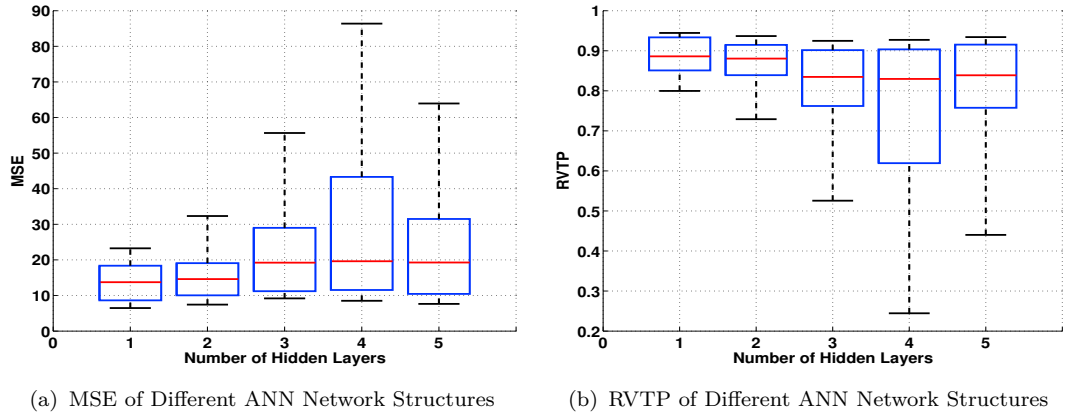 90
80
70
60
50
40
30
20
10
0
MSE
0 1 2 3 4 5
Number of Hidden Layers
(a) MSE of Different ANN Network Structures
1
0.9
0.8
0.7
0.6
0.5
0.4
0.3
0.2
RVTP
0 1 2 3 4 5
Number of Hidden Layers
(b) RVTP of Different ANN Network Structures